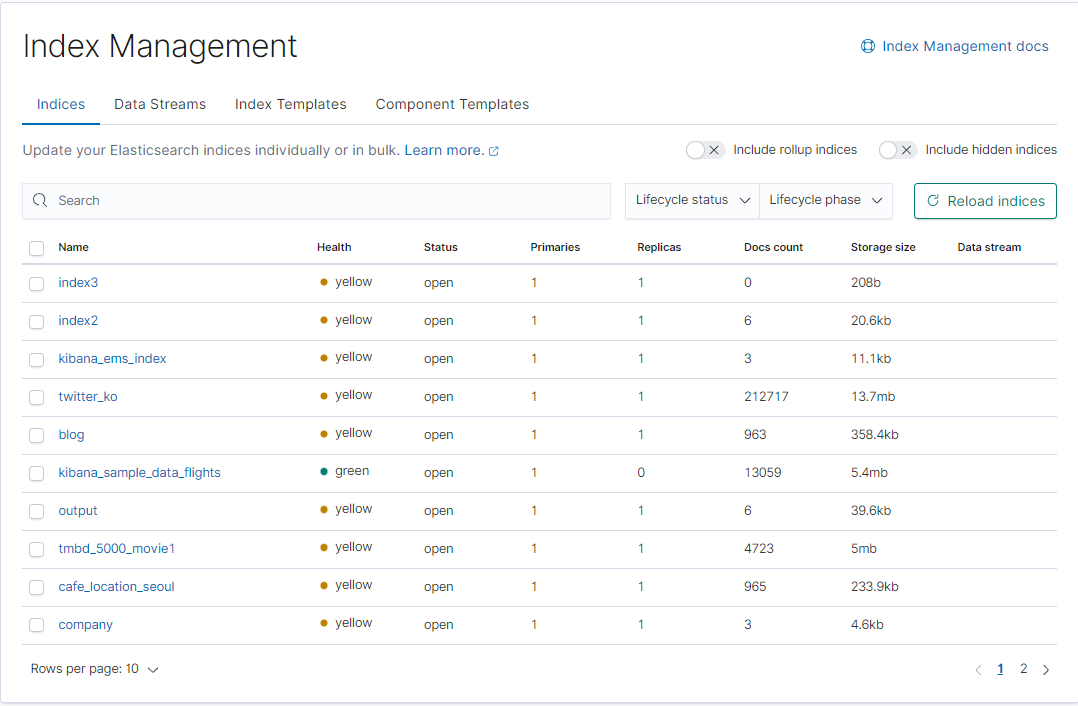 Index Management
Index Management docs
Indices Data Streams Index Templates Component Templates
Update your Elasticsearch indices individually or in bulk. Learn more. Include rollup indices Include hidden indices
Search Lifecycle status Lifecycle phase Reload indices
Name Health Status Primaries Replicas Docs count Storage size Data stream
index3 yellow open 1 1 0 208b
index2 yellow open 1 1 6 20.6kb
kibana_ems_index yellow open 1 1 3 11.1kb
twitter_ko yellow open 1 1 212717 13.7mb
blog yellow open 1 1 963 358.4kb
kibana_sample_data_flights green open 1 0 13059 5.4mb
output yellow open 1 1 6 39.6kb
tmbd_5000_movie1 yellow open 1 1 4723 5mb
cafe_location_seoul yellow open 1 1 965 233.9kb
company yellow open 1 1 3 4.6kb
Rows per page: 10 1 2